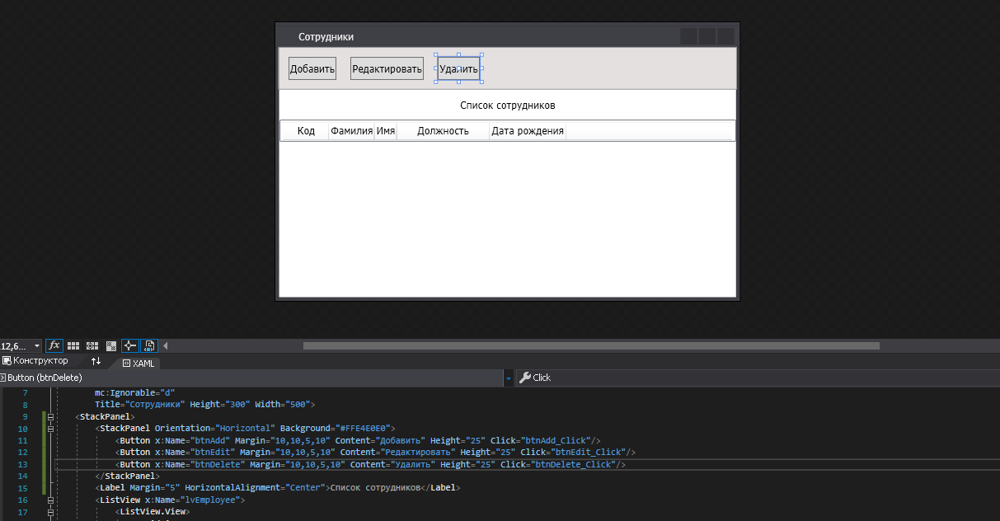 Сотрудники
Добавить Редактировать Удалить
Список сотрудников
Код Фамилия Имя Должность Дата рождения
12,6... fx
Конструктор XAML
Button (btnDelete) Click
7 mc:Ignorable="d"
8 Title="Сотрудники" Height="300" Width="500">
9 <StackPanel>
10 <StackPanel Orientation="Horizontal" Background="#FFE4E0E0">
11 <Button x:Name="btnAdd" Margin="10,10,5,10" Content="Добавить" Height="25" Click="btnAdd_Click"/>
12 <Button x:Name="btnEdit" Margin="10,10,5,10" Content="Редактировать" Height="25" Click="btnEdit_Click"/>
13 <Button x:Name="btnDelete" Margin="10,10,5,10" Content="Удалить" Height="25" Click="btnDelete_Click"/>
14 </StackPanel>
15 <Label Margin="5" HorizontalAlignment="Center">Список сотрудников</Label>
16 <ListView x:Name="lvEmployee">
17 <ListView.View>